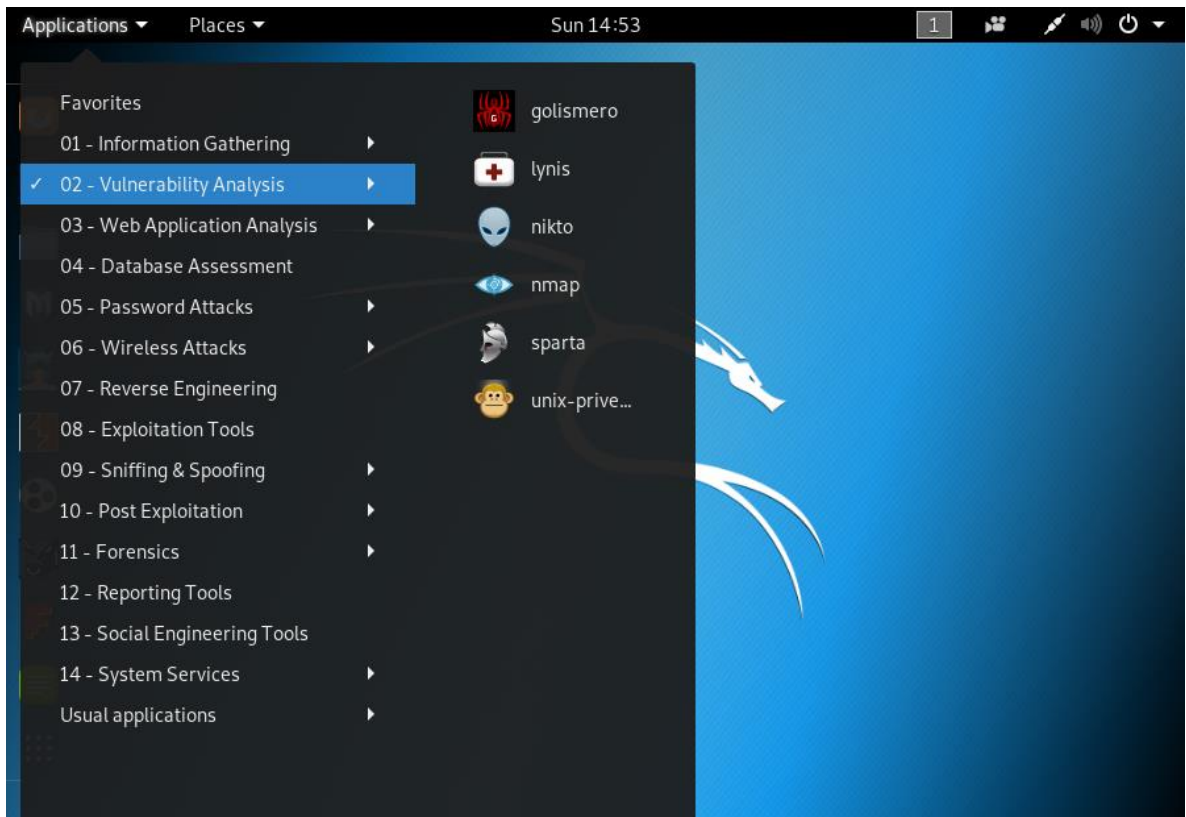 Applications Places Sun 14:53 1
Favorites
01 - Information Gathering
02 - Vulnerability Analysis
03 - Web Application Analysis
04 - Database Assessment
05 - Password Attacks
06 - Wireless Attacks
07 - Reverse Engineering
08 - Exploitation Tools
09 - Sniffing & Spoofing
10 - Post Exploitation
11 - Forensics
12 - Reporting Tools
13 - Social Engineering Tools
14 - System Services
Usual applications
golismero
lynis
nikto
nmap
sparta
unix-prive...